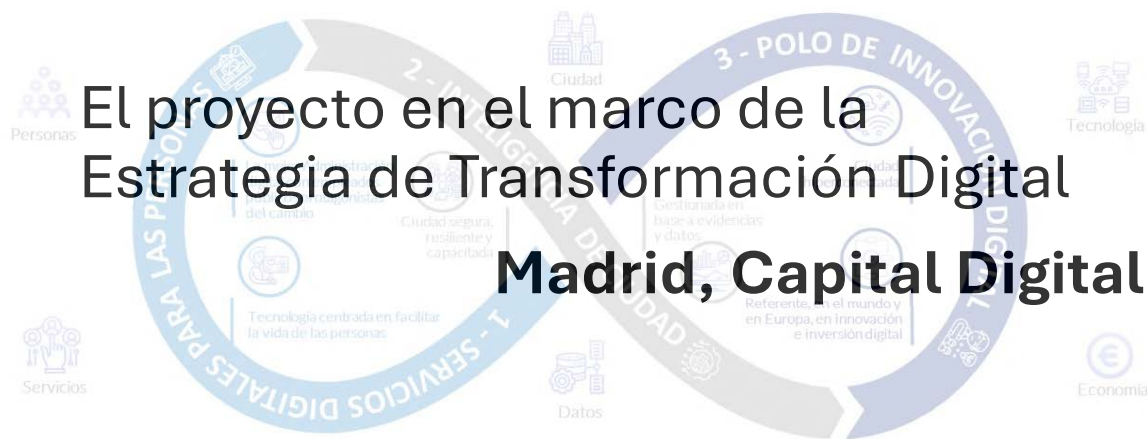 El proyecto en el marco de la
Estrategia de Transformación Digital
Madrid, Capital Digital
Personas
Ciudad
Tecnología
Servicios
Datos
Economía
1 - SERVICIOS DIGITALES PARA LAS PERSONAS
2 - INTELIGENCIA DE CIUDAD
3 - POLO DE INNOVACIÓN DIGITAL
del cambio
Ciudad segura,
resiliente y
capacitada
Gestionada en
base a evidencias
y datos
Tecnología centrada en facilitar
la vida de las personas
Referente, en el mundo y
en Europa, en innovación
e inversión digital
Ciudad